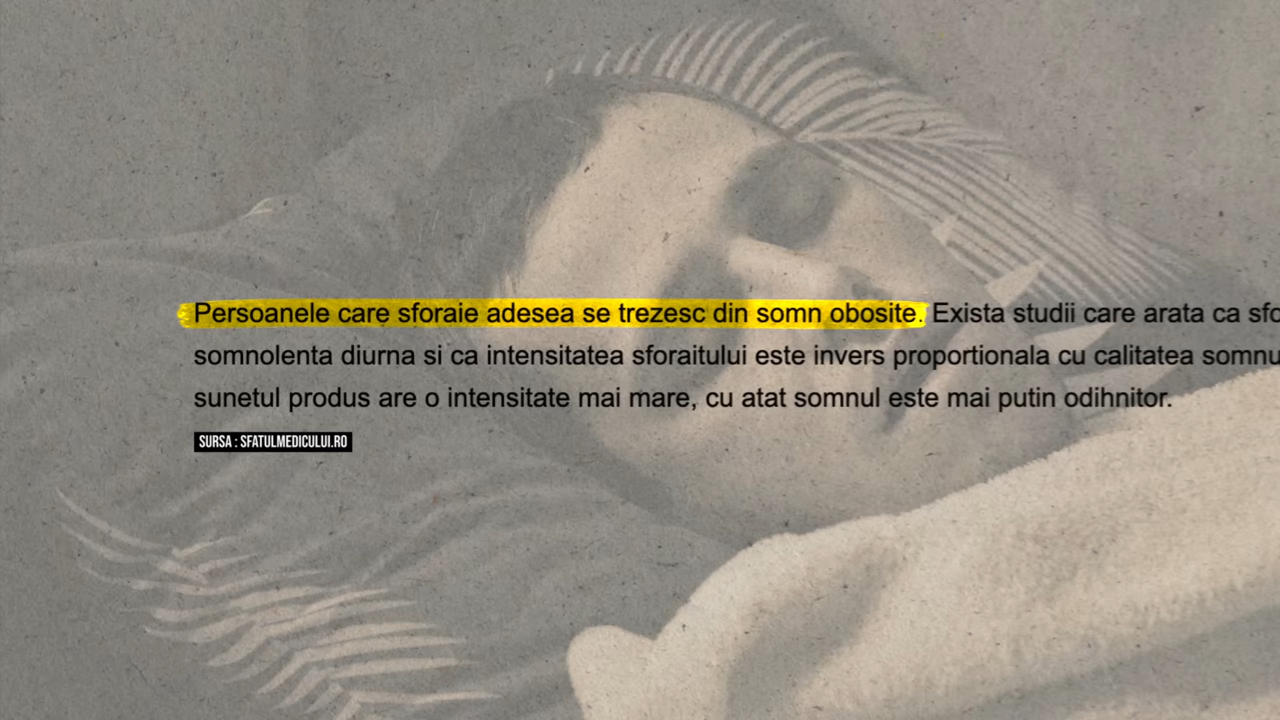 Persoanele care sforaie adesea se trezesc din somn obosite. Exista studii care arata ca
somnolenta diurna si ca intensitatea sforaitului este invers proportionala cu calitatea
sunetul produs are o intensitate mai mare, cu atat somnul este mai putin odihnitor.
SURSA : SFATULMEDICULUI.RO